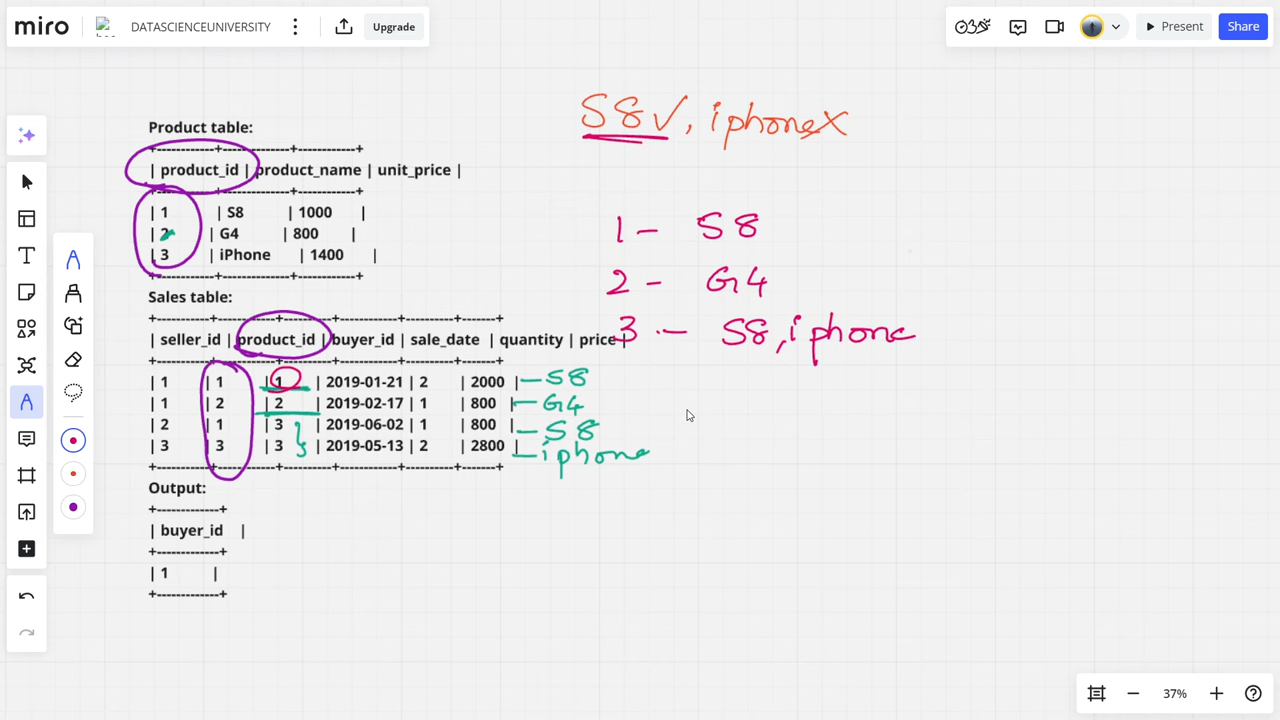 miro DATASCIENCEUNIVERSITY Upgrade Present Share
S8✓, iphonex
Product table:
+-----------+--------------+-----------+
| product_id | product_name | unit_price |
+-----------+--------------+-----------+
| 1 | S8 | 1000 |
| 2 | G4 | 800 |
| 3 | iPhone | 1400 |
+-----------+--------------+-----------+
1 - S8
2 - G4
3 - S8, iphone
Sales table:
+-----------+------------+----------+------------+----------+-------+
| seller_id | product_id | buyer_id | sale_date | quantity | price |
+-----------+------------+----------+------------+----------+-------+
| 1 | 1 | 1 | 2019-01-21 | 2 | 2000 | - S8
| 1 | 2 | 2 | 2019-02-17 | 1 | 800 | - G4
| 2 | 1 | 3 | 2019-06-02 | 1 | 800 | - S8
| 3 | 3 | 3 | 2019-05-13 | 2 | 2800 | - iphone
+-----------+------------+----------+------------+----------+-------+
Output:
+-------------+
| buyer_id |
+-------------+
| 1 |
+-------------+
37%